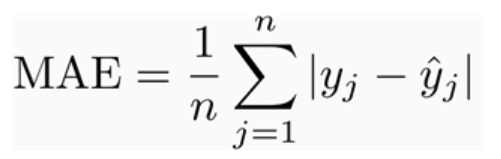 MAE = \frac{1}{n} \sum_{j=1}^{n} |y_j - \hat{y}_j|